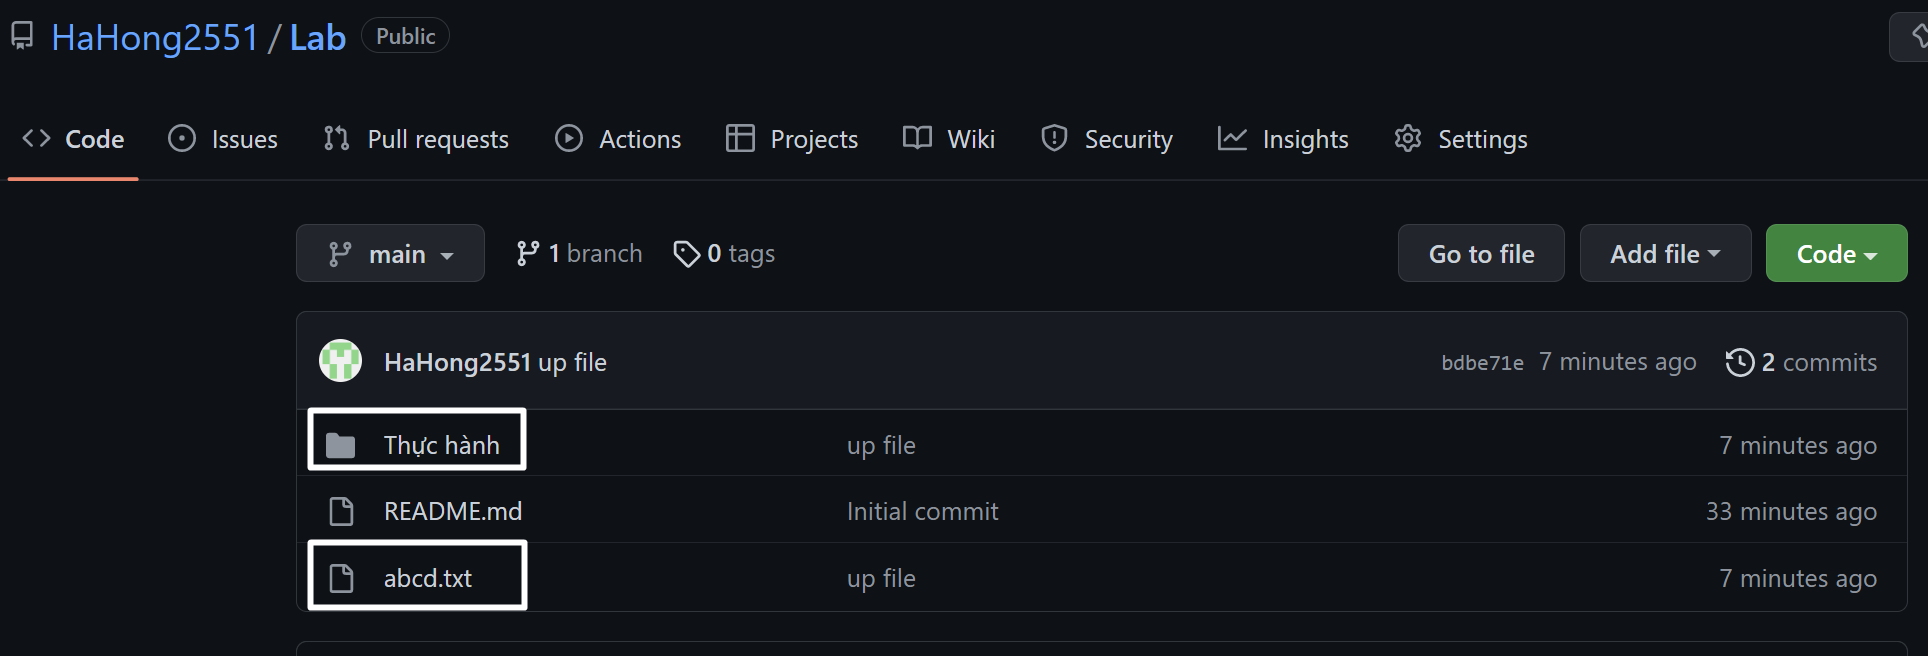 HaHong2551 / Lab Public
Code Issues Pull requests Actions Projects Wiki Security Insights Settings
main 1 branch 0 tags Go to file Add file Code
HaHong2551 up file bdbe71e 7 minutes ago 2 commits
Thực hành up file 7 minutes ago
README.md Initial commit 33 minutes ago
abcd.txt up file 7 minutes ago